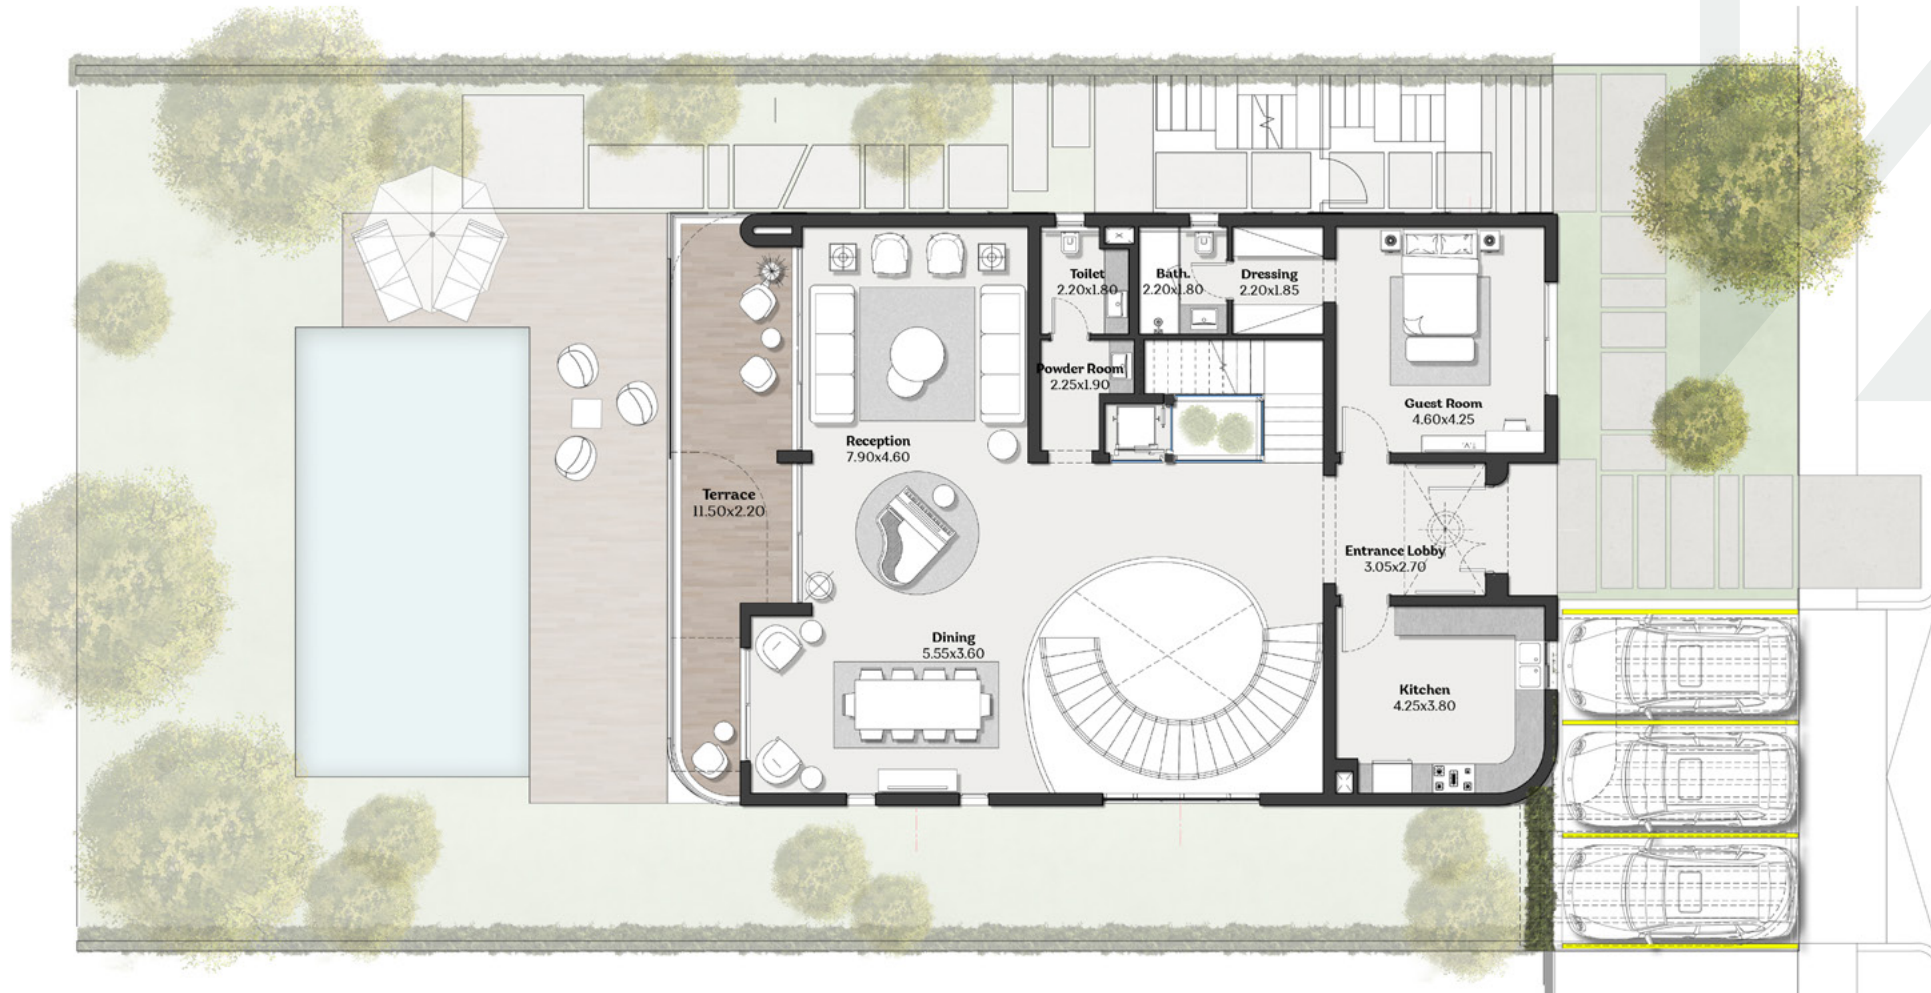 Toilet
2.20x1.80
Bath.
2.20x1.80
Dressing
2.20x1.85
Powder Room
2.25x1.90
Guest Room
4.60x4.25
T.V.
Reception
7.90x4.60
Terrace
11.50x2.20
Entrance Lobby
3.05x2.70
Dining
5.55x3.60
Kitchen
4.25x3.80